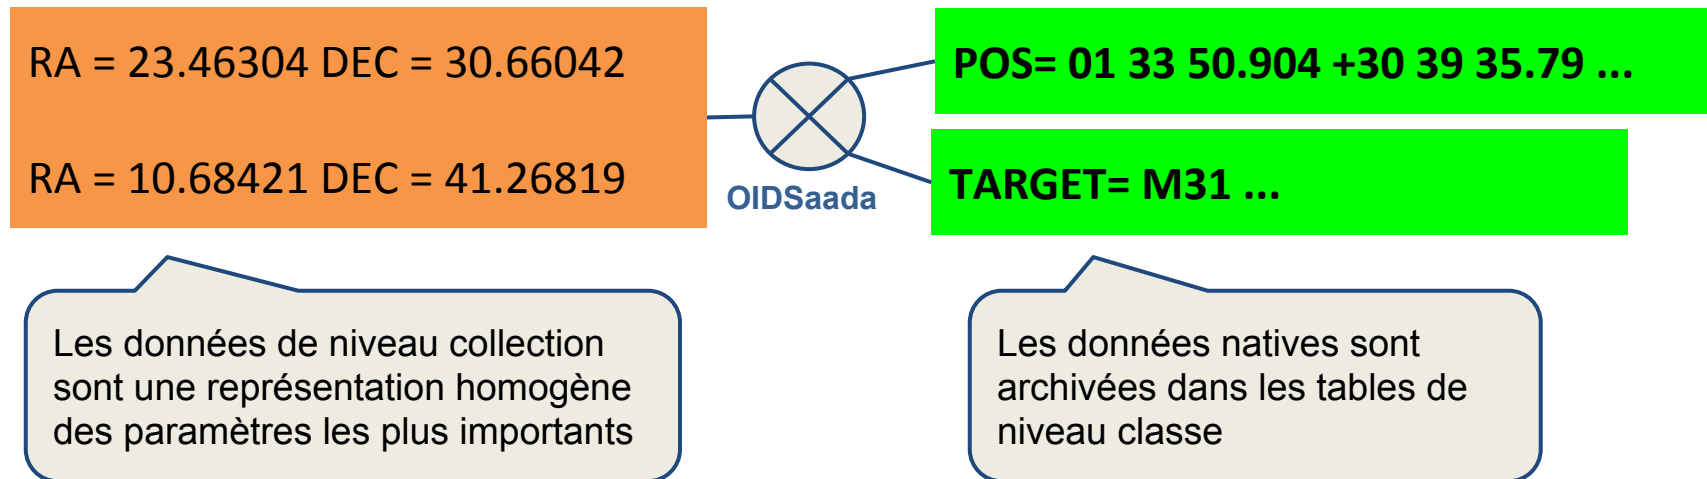 RA = 23.46304 DEC = 30.66042
RA = 10.68421 DEC = 41.26819
OIDSaada
POS= 01 33 50.904 +30 39 35.79 ...
TARGET= M31 ...
Les données de niveau collection
sont une représentation homogène
des paramètres les plus importants
Les données natives sont
archivées dans les tables de
niveau classe